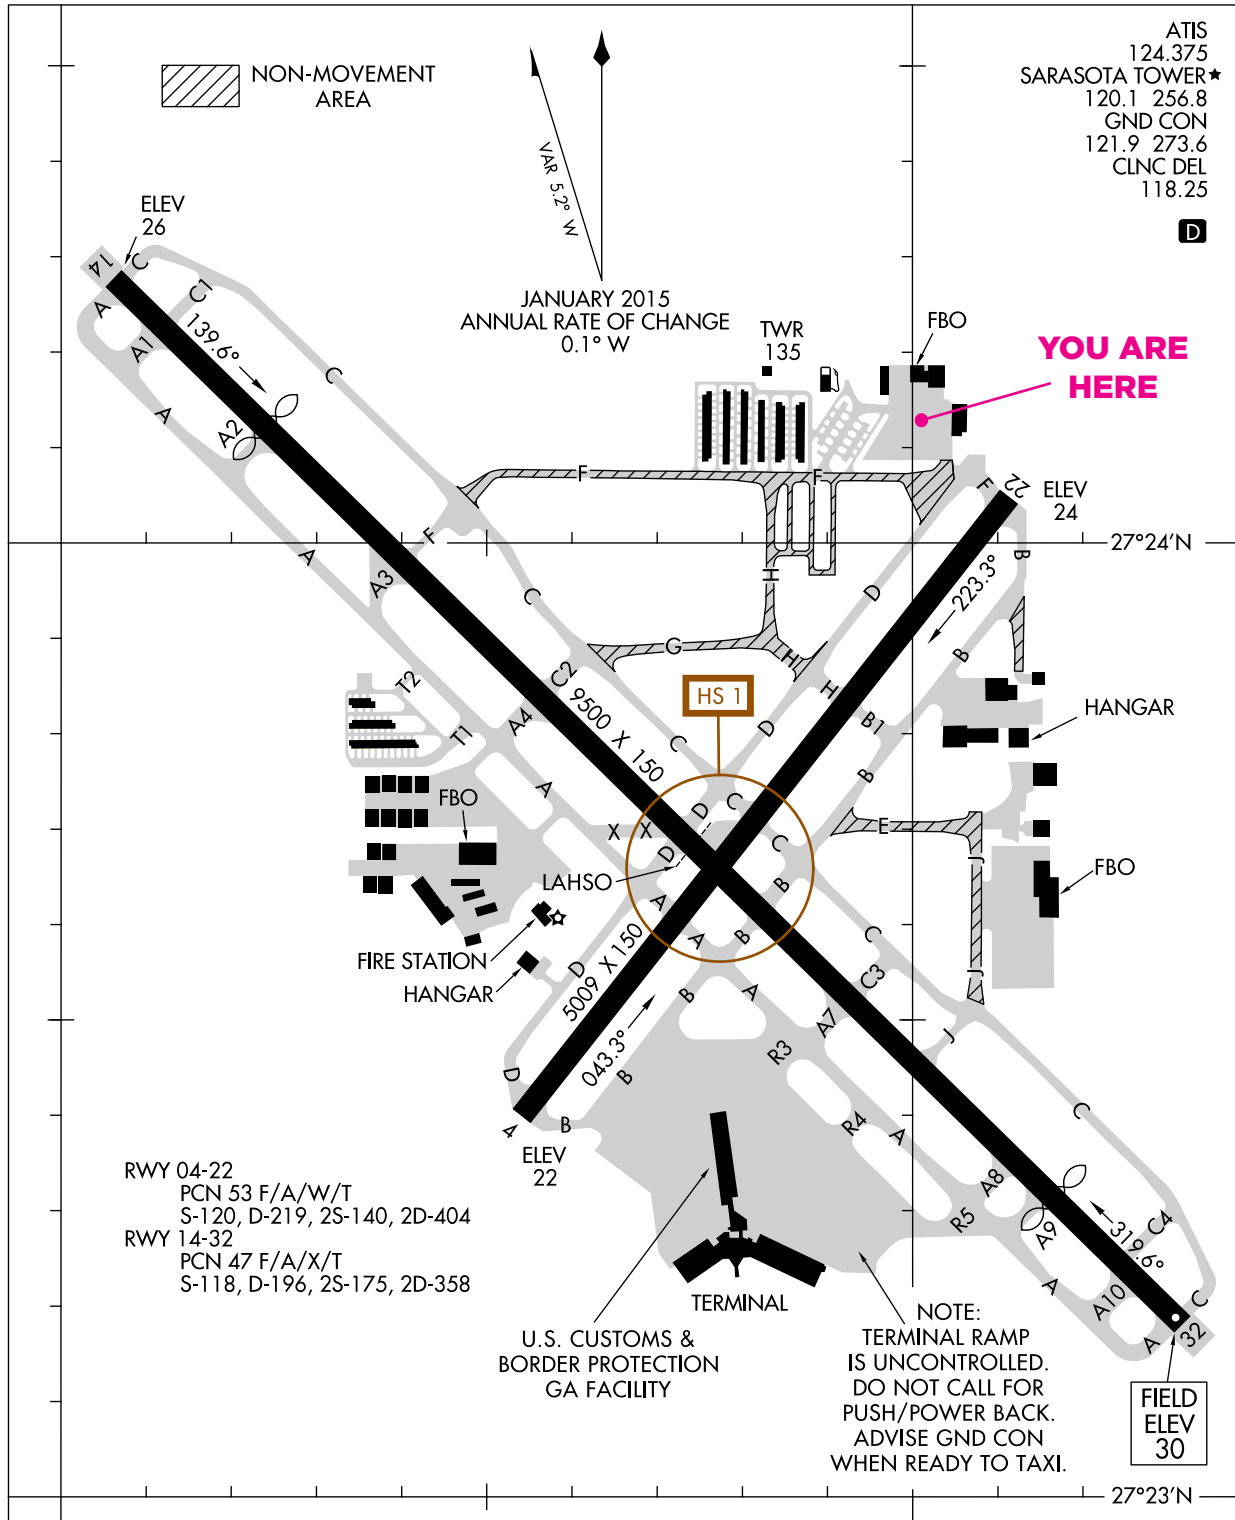 ATIS
124.375
SARASOTA TOWER★
120.1 256.8
GND CON
121.9 273.6
CLNC DEL
118.25
D
NON-MOVEMENT
AREA
VAR 5.2° W
JANUARY 2015
ANNUAL RATE OF CHANGE
0.1° W
ELEV
26
14
C
A
C1
139.6°
A1
C
A
A2
TWR
135
FBO
YOU ARE
HERE
F
F
F
22
ELEV
24
27°24'N
F
A
A3
C
H
D
B
223.3°
G
H
B
T2
C2
HS 1
H
HANGAR
T1
A4
9500 X 150
C
D
B1
A
B
FBO
D
C
X
X
D
C
E
J
LAHSO
B
FBO
A
A
B
C
FIRE STATION
HANGAR
D
5009 X 150
B
A
C3
J
043.3°
A7
J
R3
D
B
4
B
ELEV
22
C
R4
A
RWY 04-22
PCN 53 F/A/W/T
S-120, D-219, 2S-140, 2D-404
RWY 14-32
PCN 47 F/A/X/T
S-118, D-196, 2S-175, 2D-358
A8
R5
A9
C4
319.6°
A
A10
C
A
32
TERMINAL
U.S. CUSTOMS &
BORDER PROTECTION
GA FACILITY
NOTE:
TERMINAL RAMP
IS UNCONTROLLED.
DO NOT CALL FOR
PUSH/POWER BACK.
ADVISE GND CON
WHEN READY TO TAXI.
FIELD
ELEV
30
27°23'N